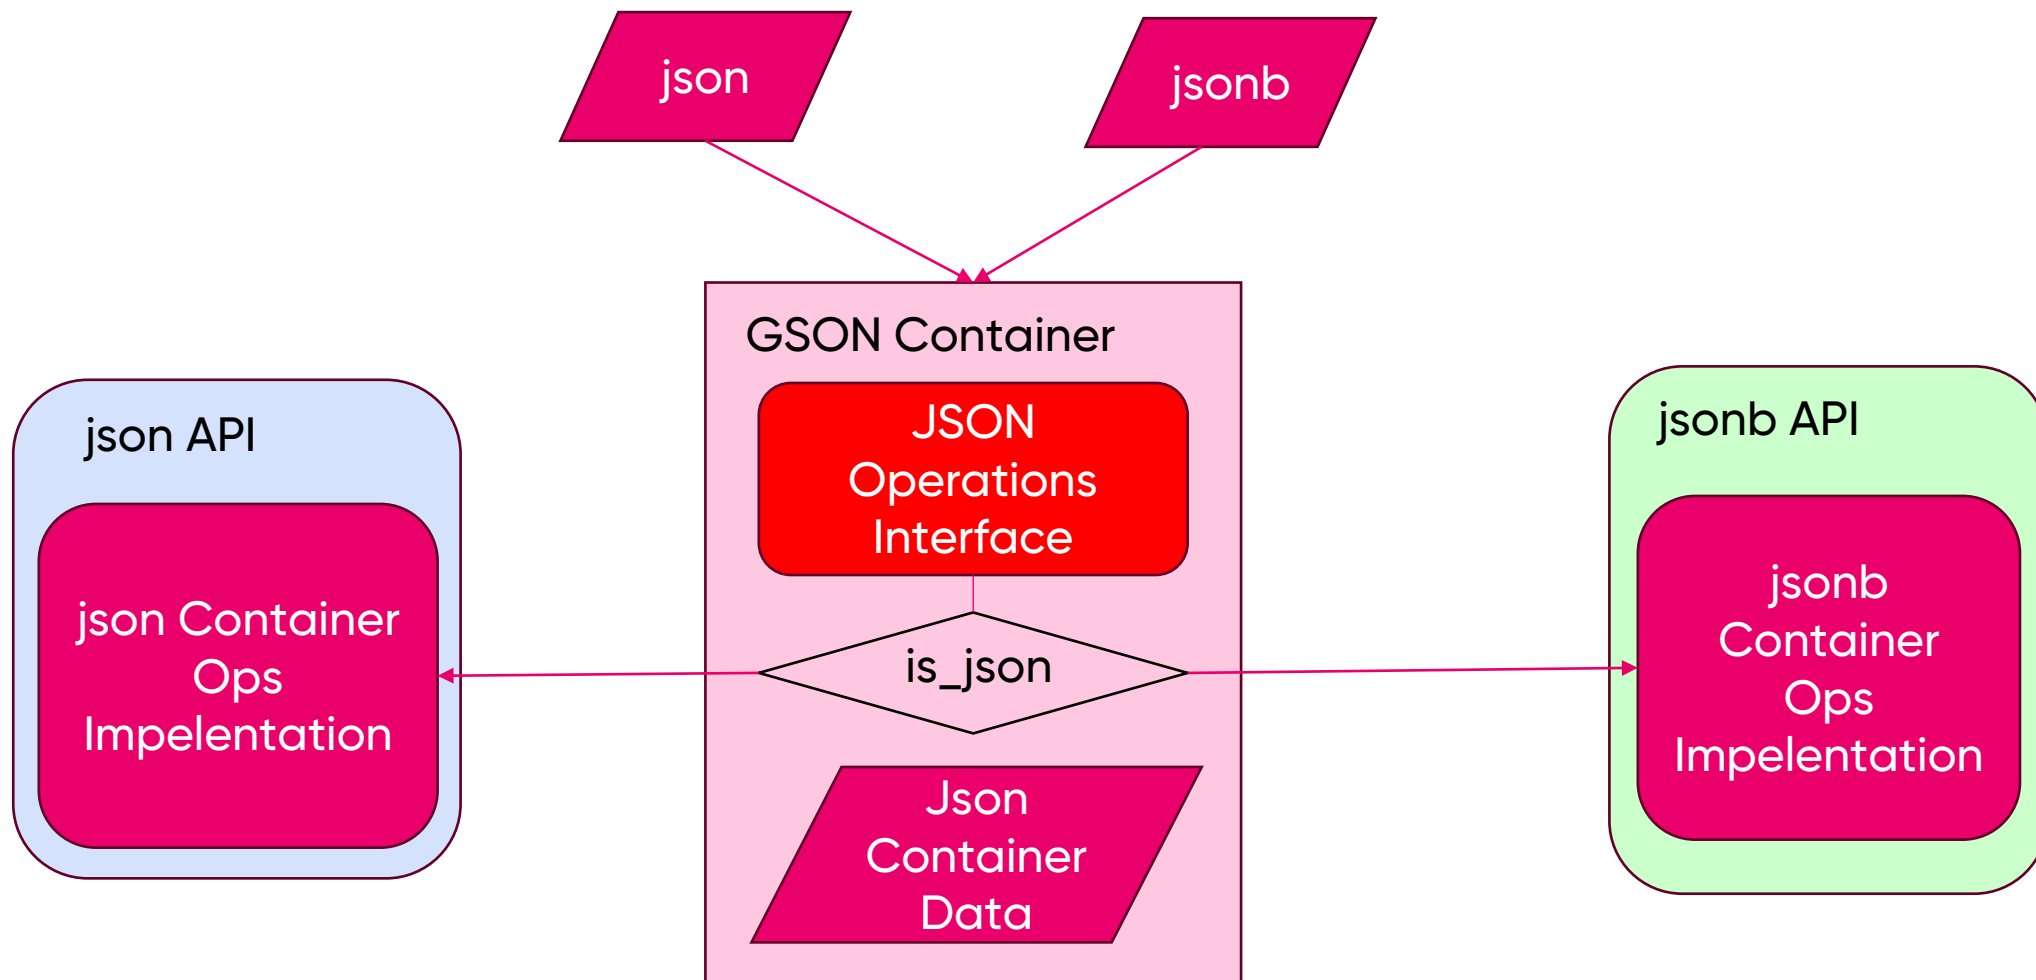 json
jsonb
GSON Container
JSON
Operations
Interface
is_json
Json
Container
Data
json API
json Container
Ops
Impelentation
jsonb API
jsonb
Container
Ops
Impelentation